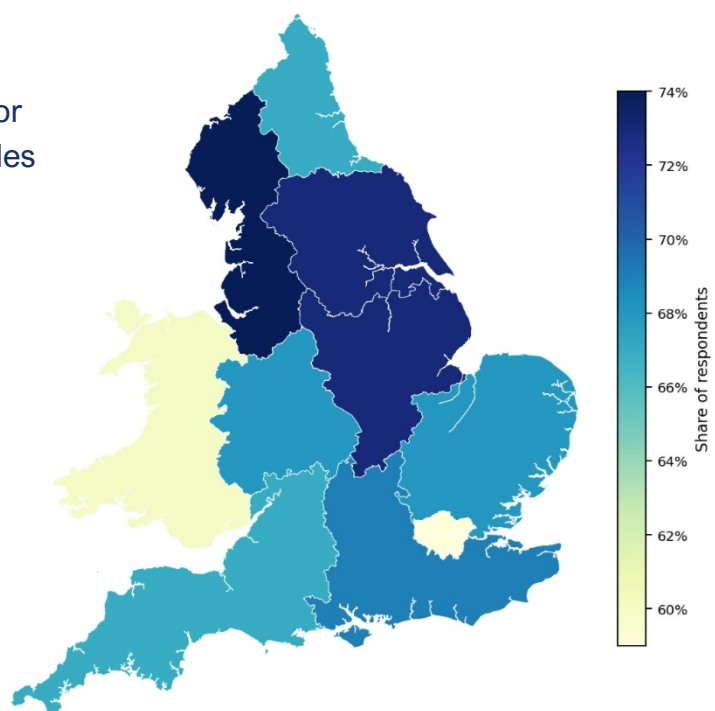 or
les
74%
72%
70%
68%
66%
64%
62%
60%
Share of respondents